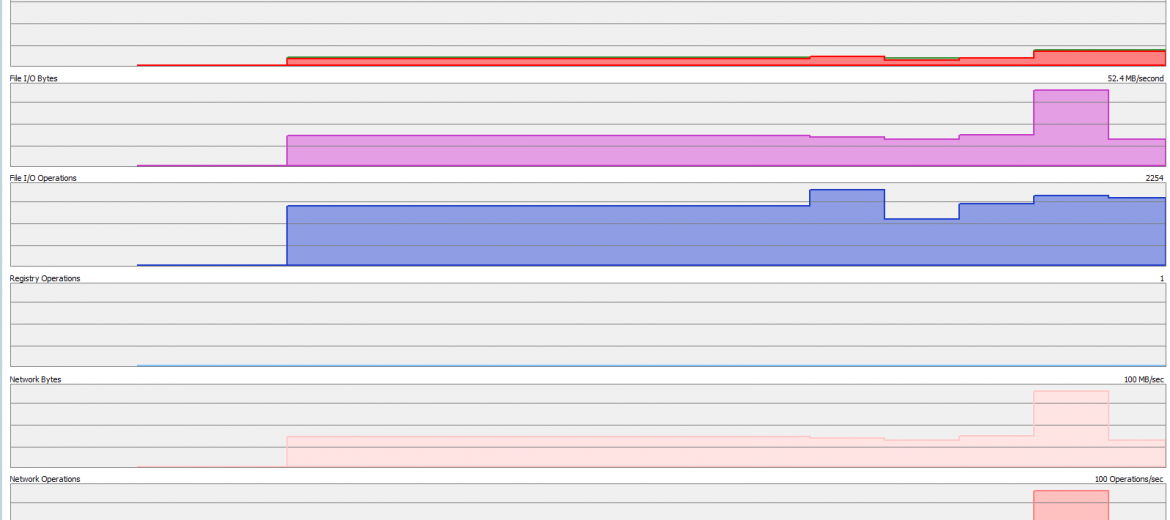 File I/O Bytes
52.4 MB/second
File I/O Operations
2254
Registry Operations
1
Network Bytes
100 MB/sec
Network Operations
100 Operations/sec